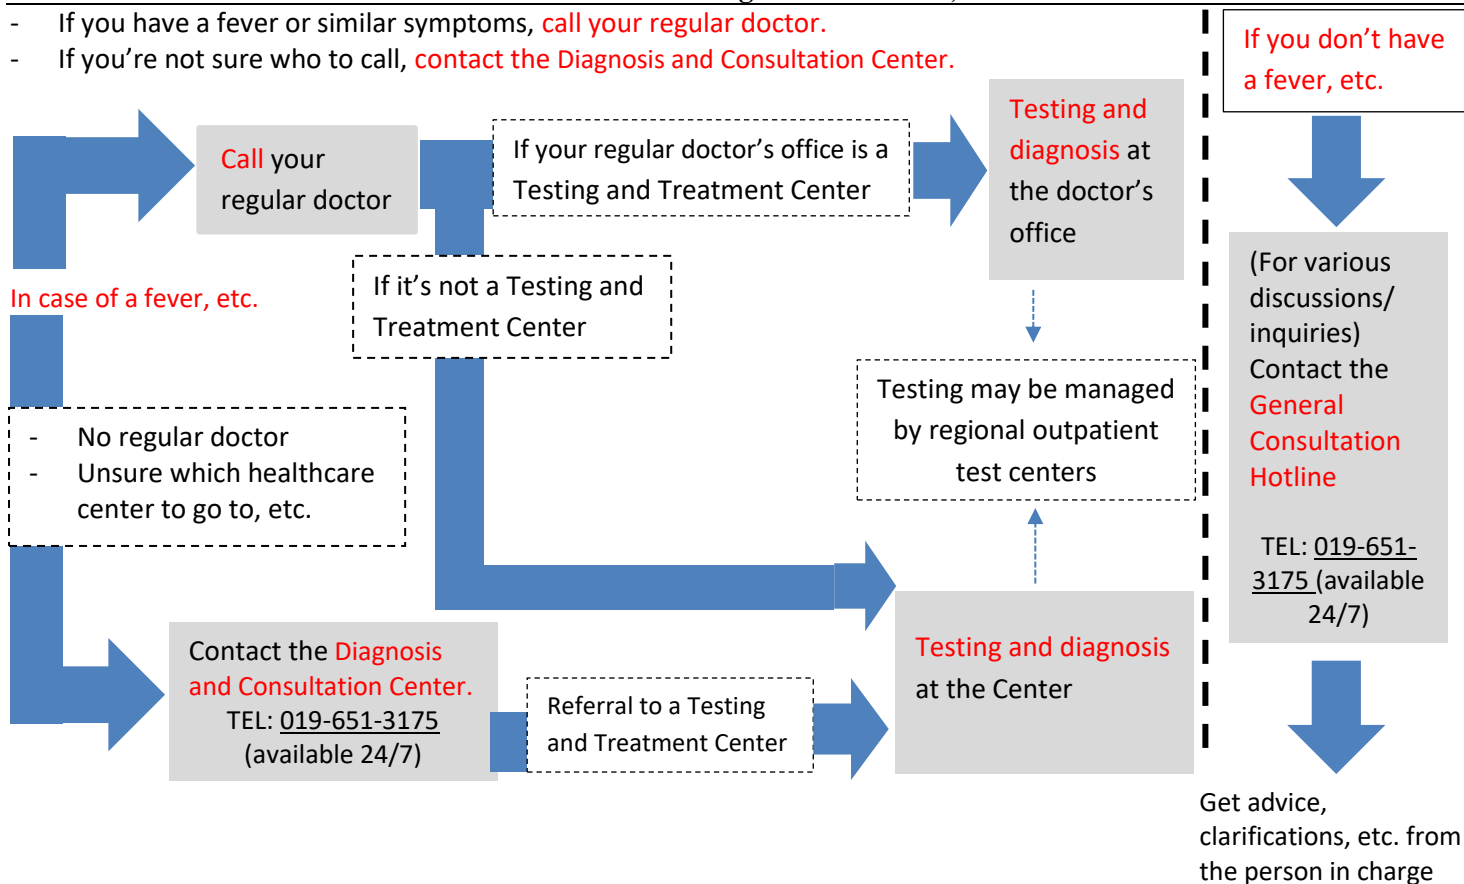 - If you have a fever or similar symptoms, call your regular doctor.
- If you're not sure who to call, contact the Diagnosis and Consultation Center.
If you don't have
a fever, etc.
Call your
regular doctor
If your regular doctor's office is a
Testing and Treatment Center
Testing and
diagnosis at
the doctor's
office
In case of a fever, etc.
If it's not a Testing and
Treatment Center
Testing may be managed
by regional outpatient
test centers
- No regular doctor
- Unsure which healthcare
center to go to, etc.
Contact the Diagnosis
and Consultation Center.
TEL: 019-651-3175
(available 24/7)
Referral to a Testing
and Treatment Center
Testing and diagnosis
at the Center
(For various
discussions/
inquiries)
Contact the
General
Consultation
Hotline
TEL: 019-651-
3175 (available
24/7)
Get advice,
clarifications, etc. from
the person in charge